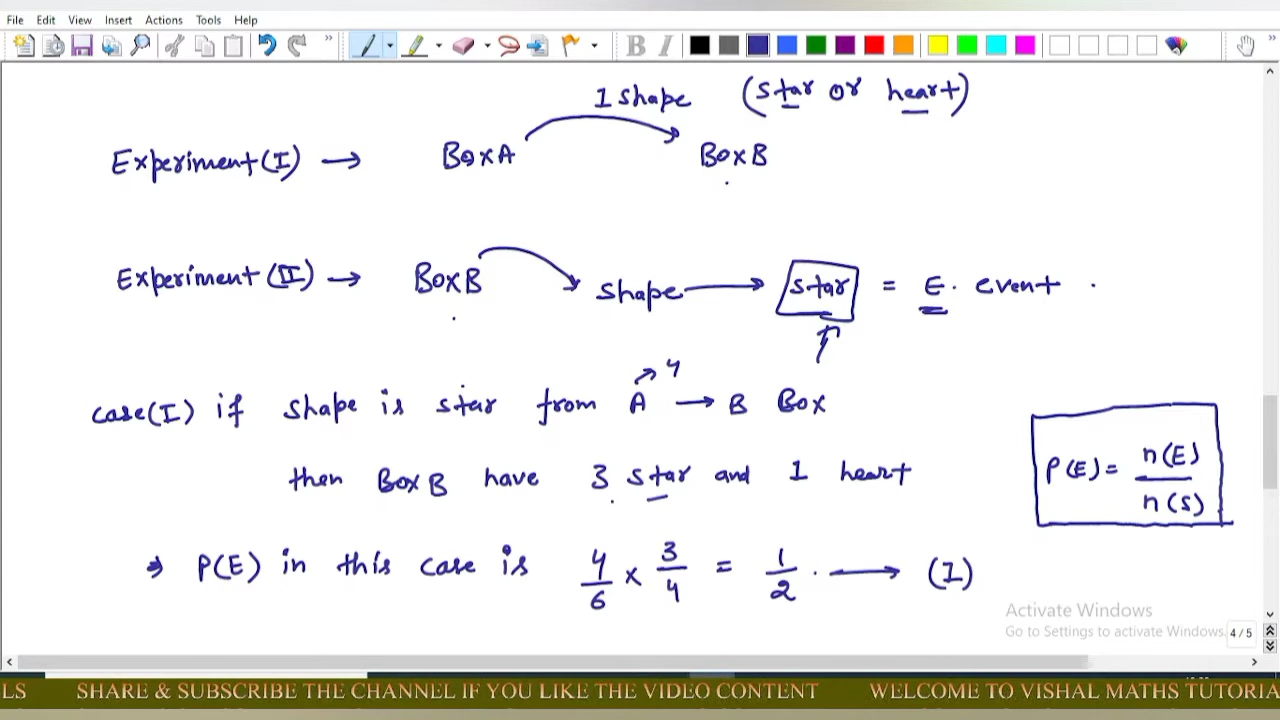 File Edit View Insert Actions Tools Help
1 shape (star or heart)
Experiment(I) → Box A Box B
Experiment(II) → Box B shape → star = E. event
4
case(I) if shape is star from A → B Box
then Box B have 3 star and 1 heart
P(E) = n(E)/n(S)
⇒ P(E) in this case is 4/6 × 3/4 = 1/2 . → (I)
Activate Windows
Go to Settings to activate Windows.
4/5
LS SHARE & SUBSCRIBE THE CHANNEL IF YOU LIKE THE VIDEO CONTENT WELCOME TO VISHAL MATHS TUTORIA